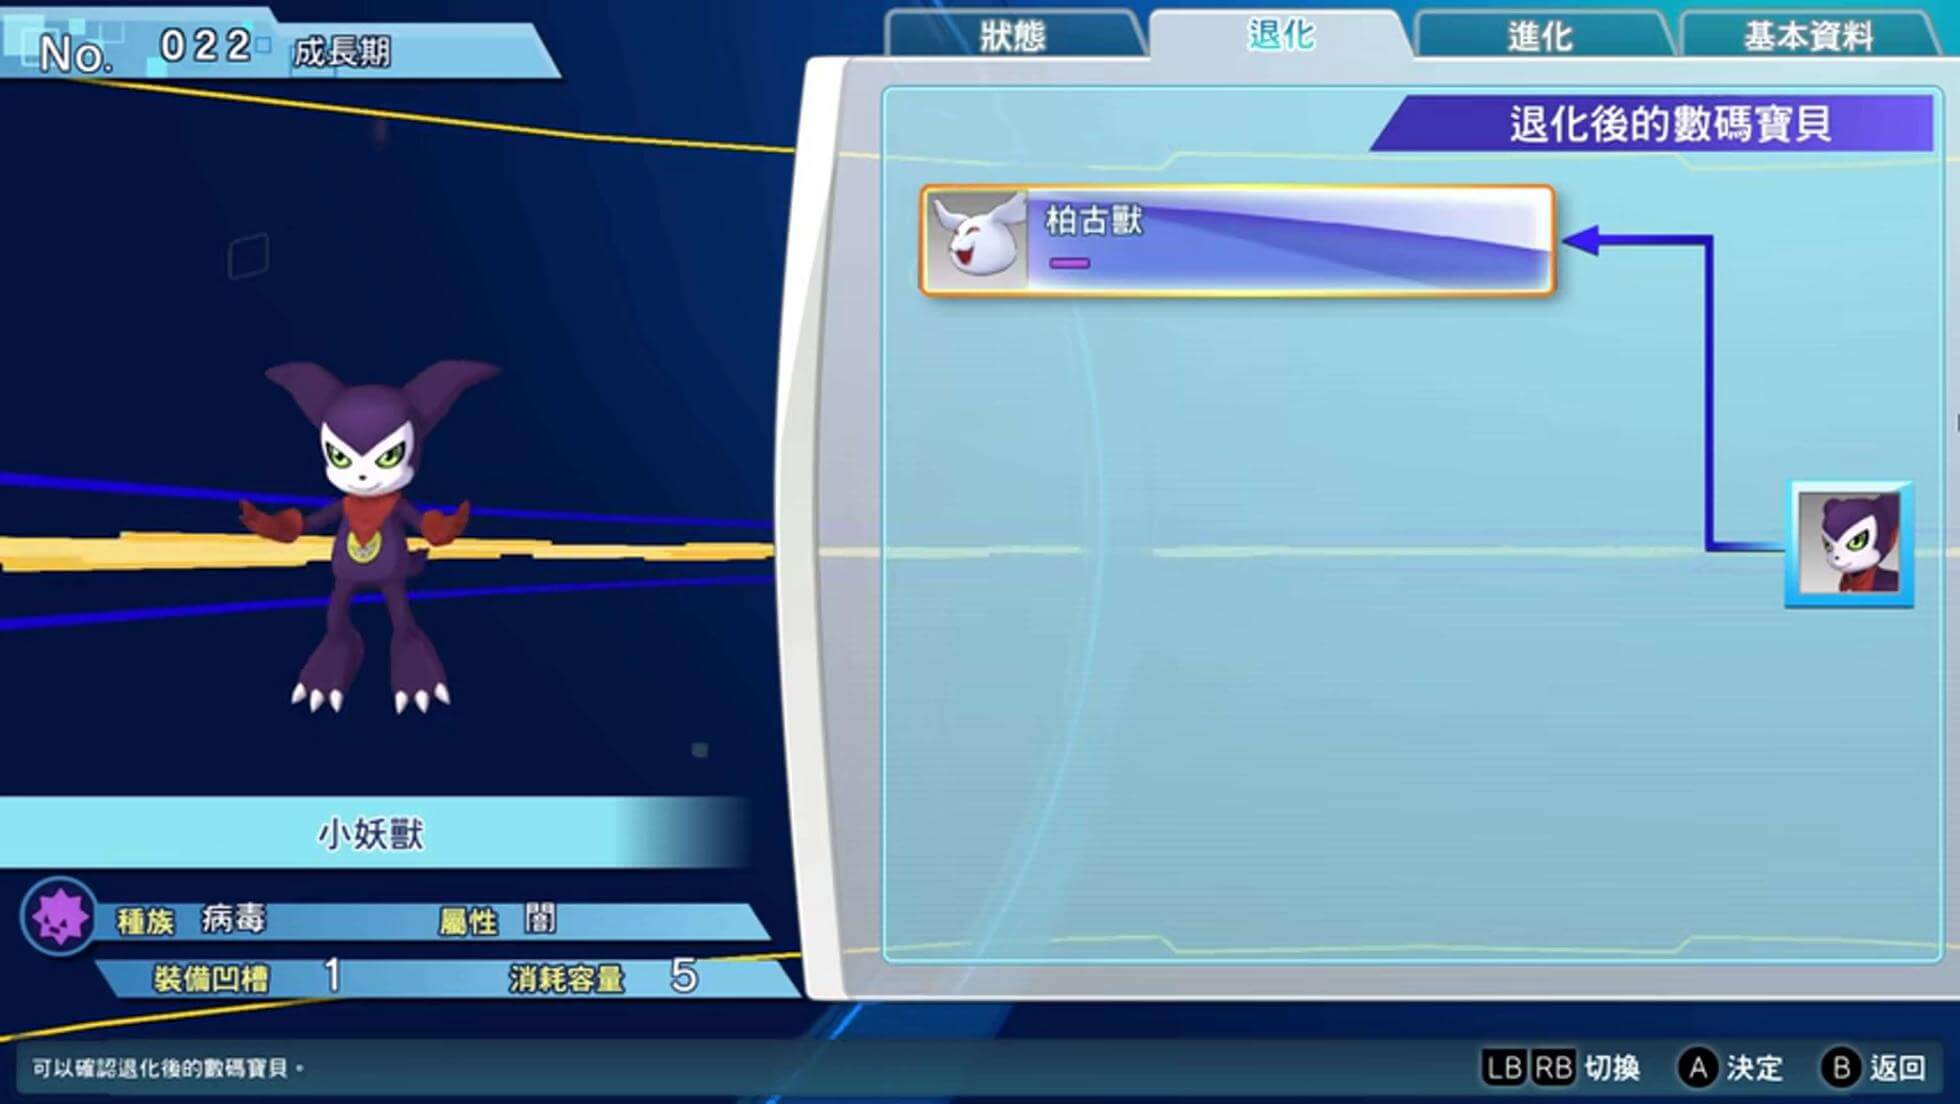 No. 022 成長期
狀態 退化 進化 基本資料
退化後的數碼寶貝
柏古獸
小妖獸
種族 病毒 屬性 闇
裝備凹槽 1 消耗容量 5
可以確認退化後的數碼寶貝。
LB RB 切換 A 決定 B 返回